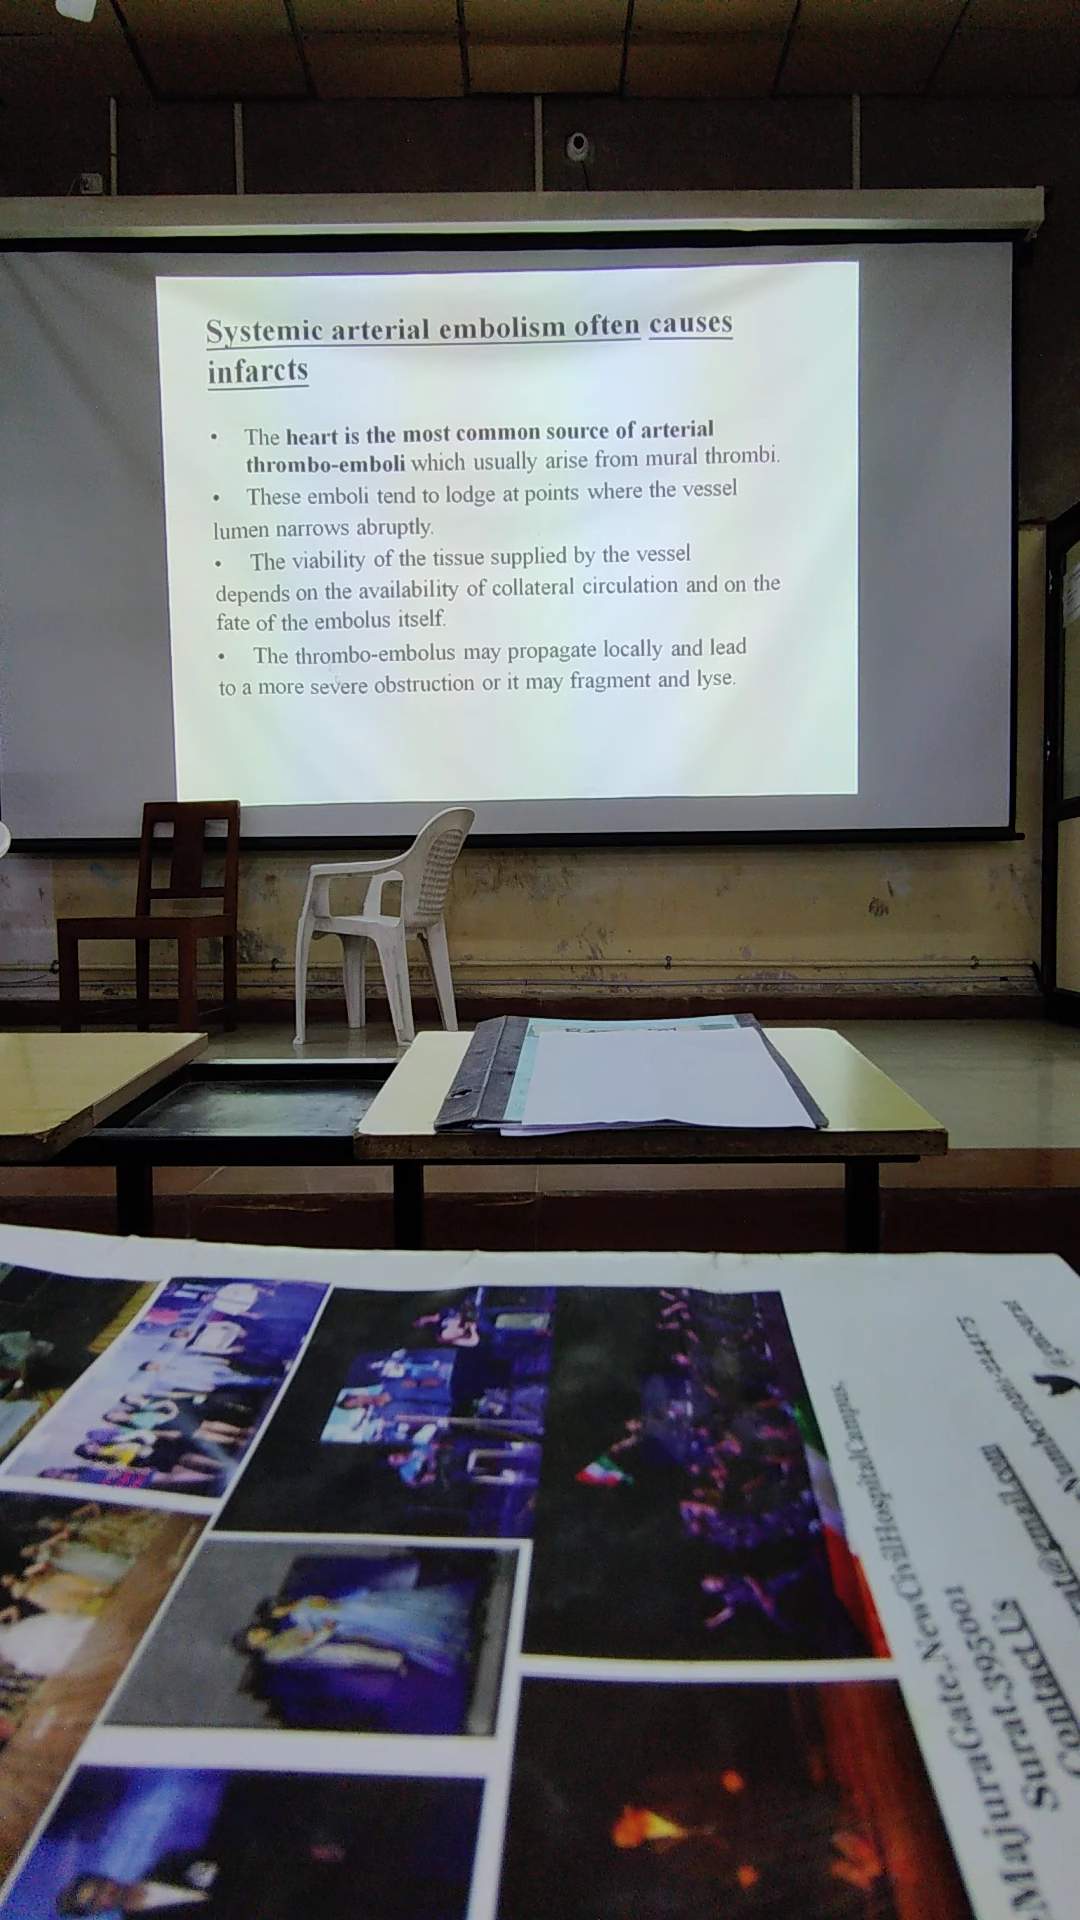 Systemic arterial embolism often causes
infarcts
• The heart is the most common source of arterial
thrombo-emboli which usually arise from mural thrombi.
• These emboli tend to lodge at points where the vessel
lumen narrows abruptly.
• The viability of the tissue supplied by the vessel
depends on the availability of collateral circulation and on the
fate of the embolus itself.
• The thrombo-embolus may propagate locally and lead
to a more severe obstruction or it may fragment and lyse.
MajuraGate,NewCivilHospitalCampus,
Surat.395001
Contact Us